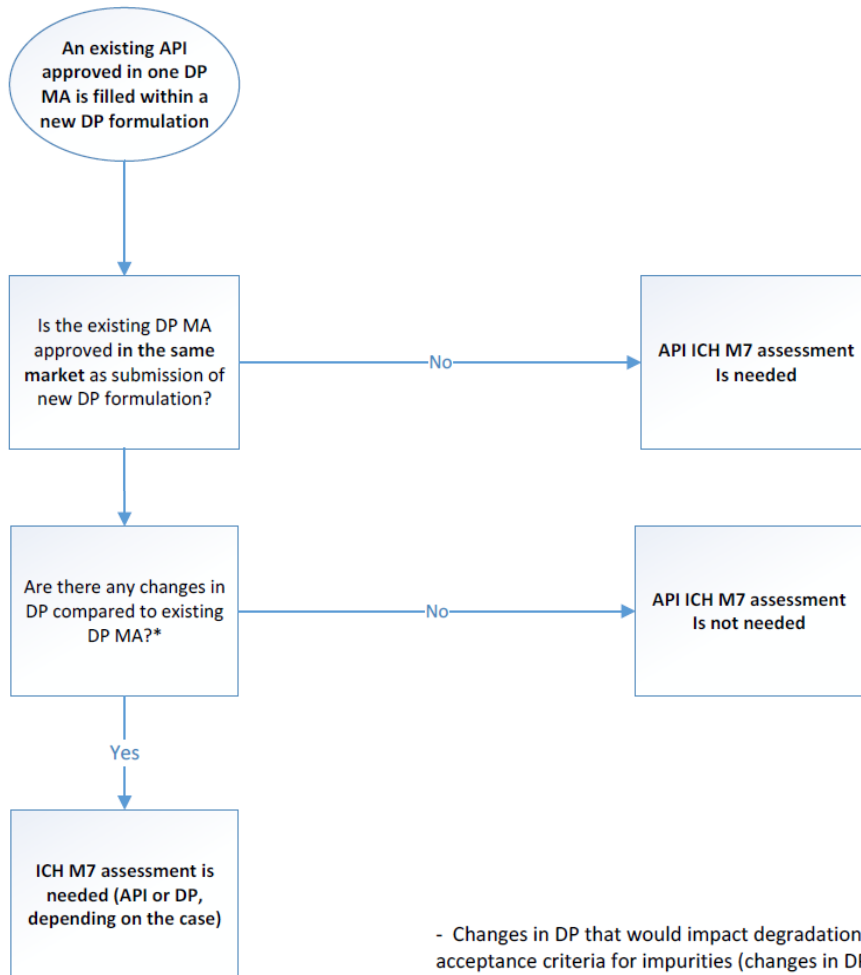 An existing API
approved in one DP
MA is filled within a
new DP formulation
Is the existing DP MA
approved in the same
market as submission of
new DP formulation?
No
API ICH M7 assessment
Is needed
Are there any changes in
DP compared to existing
DP MA?*
No
API ICH M7 assessment
Is not needed
Yes
ICH M7 assessment is
needed (API or DP,
depending on the case)
- Changes in DP that would impact degradation
acceptance criteria for impurities (changes in